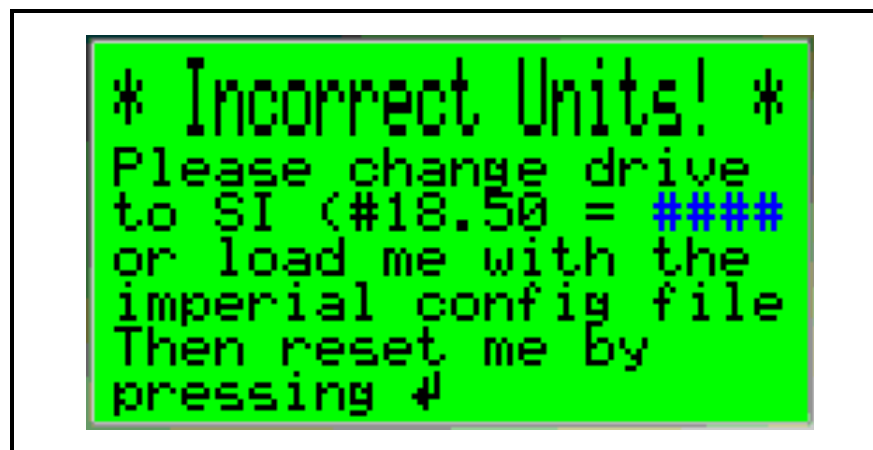 * Incorrect Units! *
Please change drive
to SI (#18.50 = ####
or load me with the
imperial config file
Then reset me by
pressing ↲